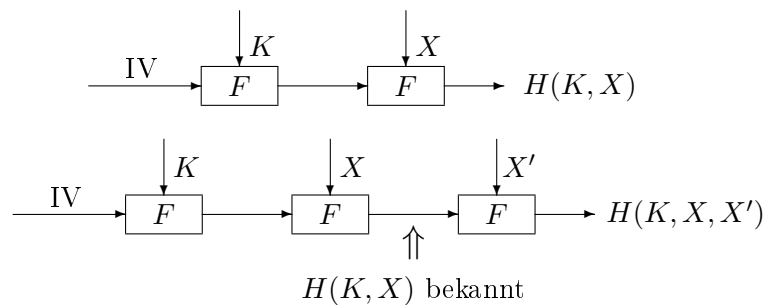 K X
IV F F H(K, X)
K X X′
IV F F F H(K, X, X′)
⇑
H(K, X) bekannt